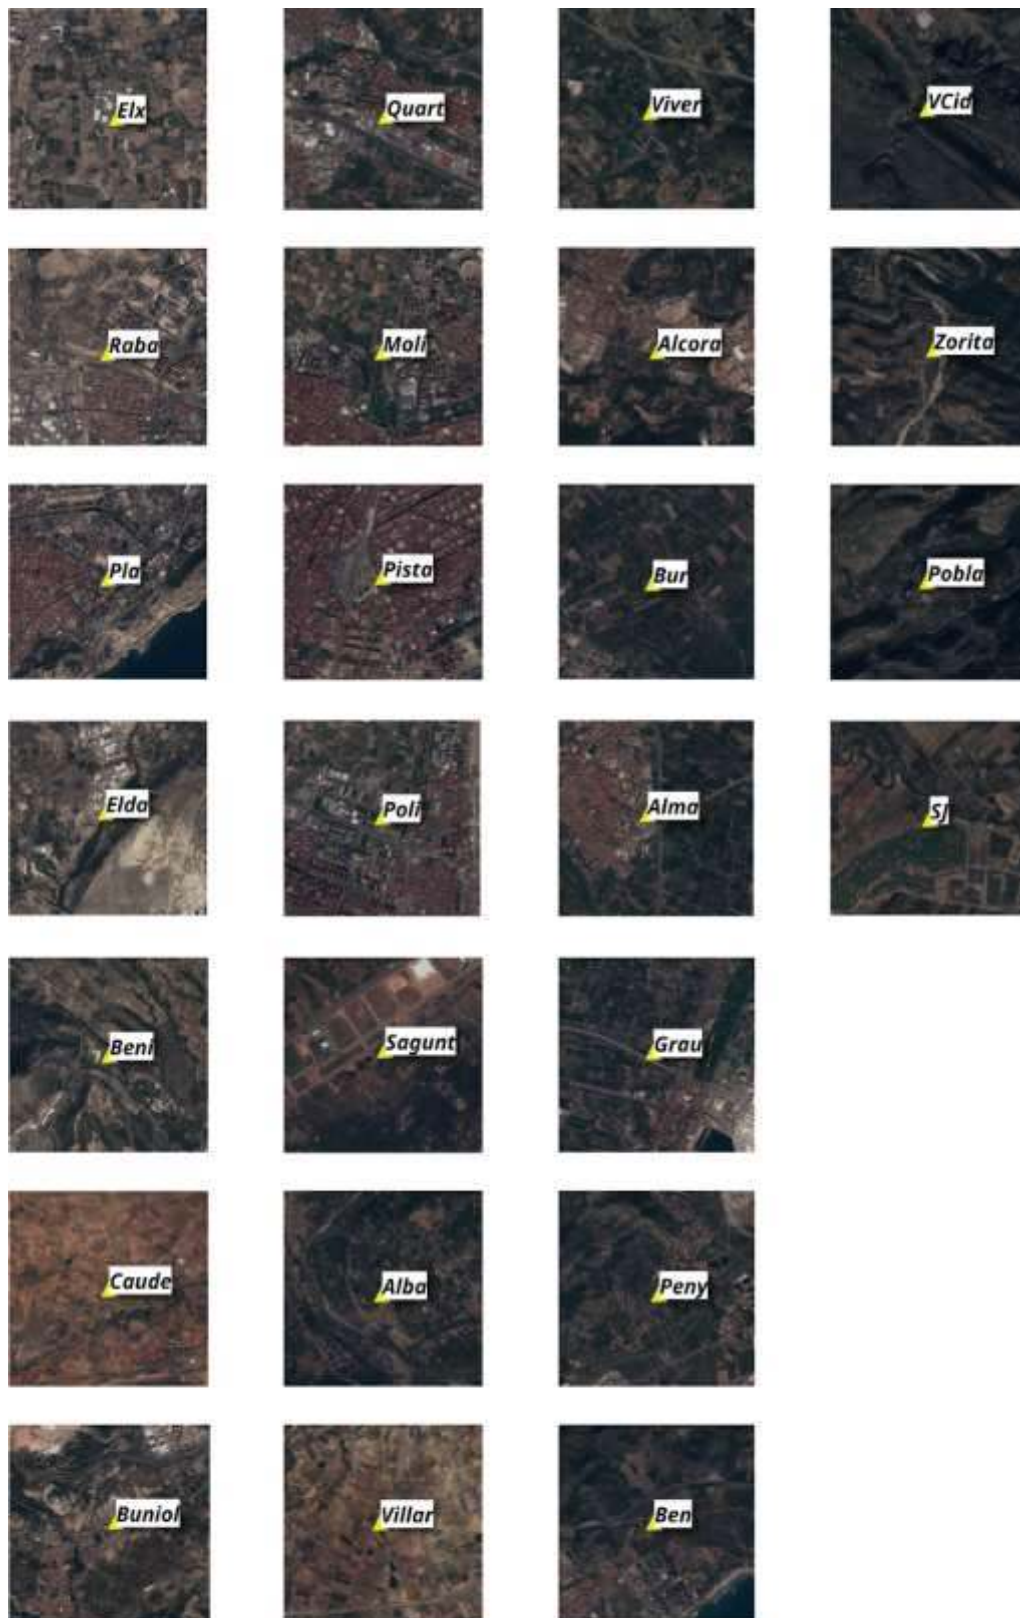 Elx
Quart
Viver
VCid
Raba
Moli
Alcora
Zorita
Pla
Pista
Bur
Pobla
Elda
Poli
Alma
SJ
Beni
Sagunt
Grau
Caude
Alba
Peny
Buniol
Villar
Ben